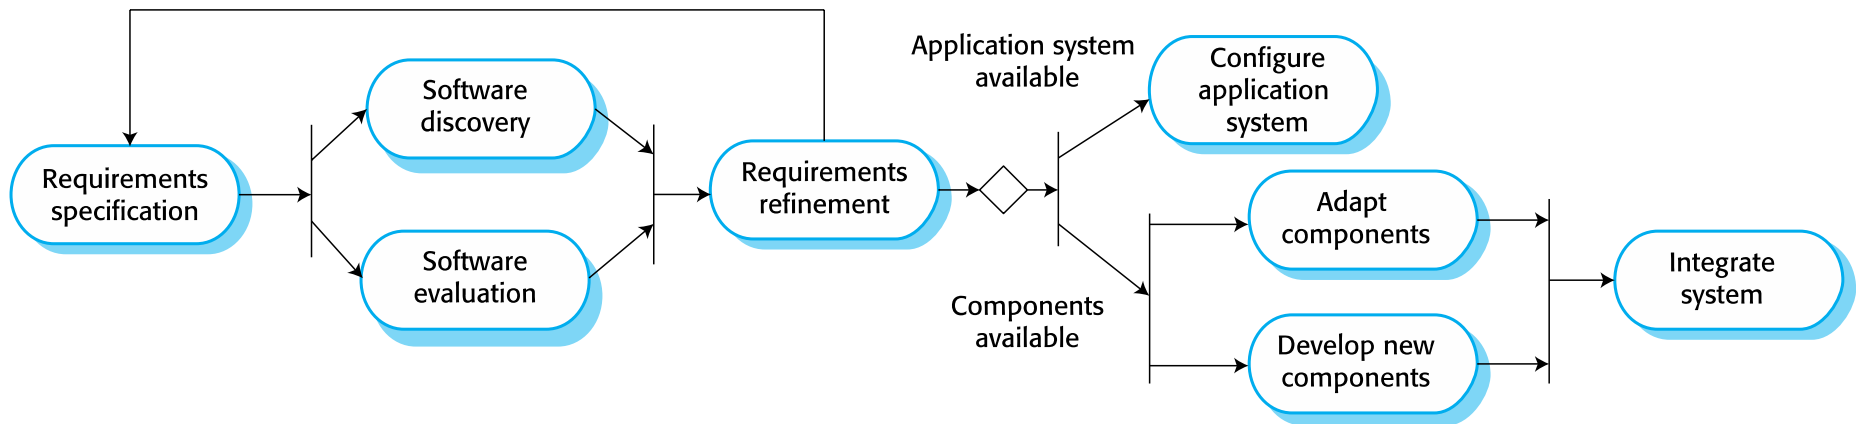 Requirements
specification
Software
discovery
Software
evaluation
Requirements
refinement
Application system
available
Configure
application
system
Components
available
Adapt
components
Develop new
components
Integrate
system